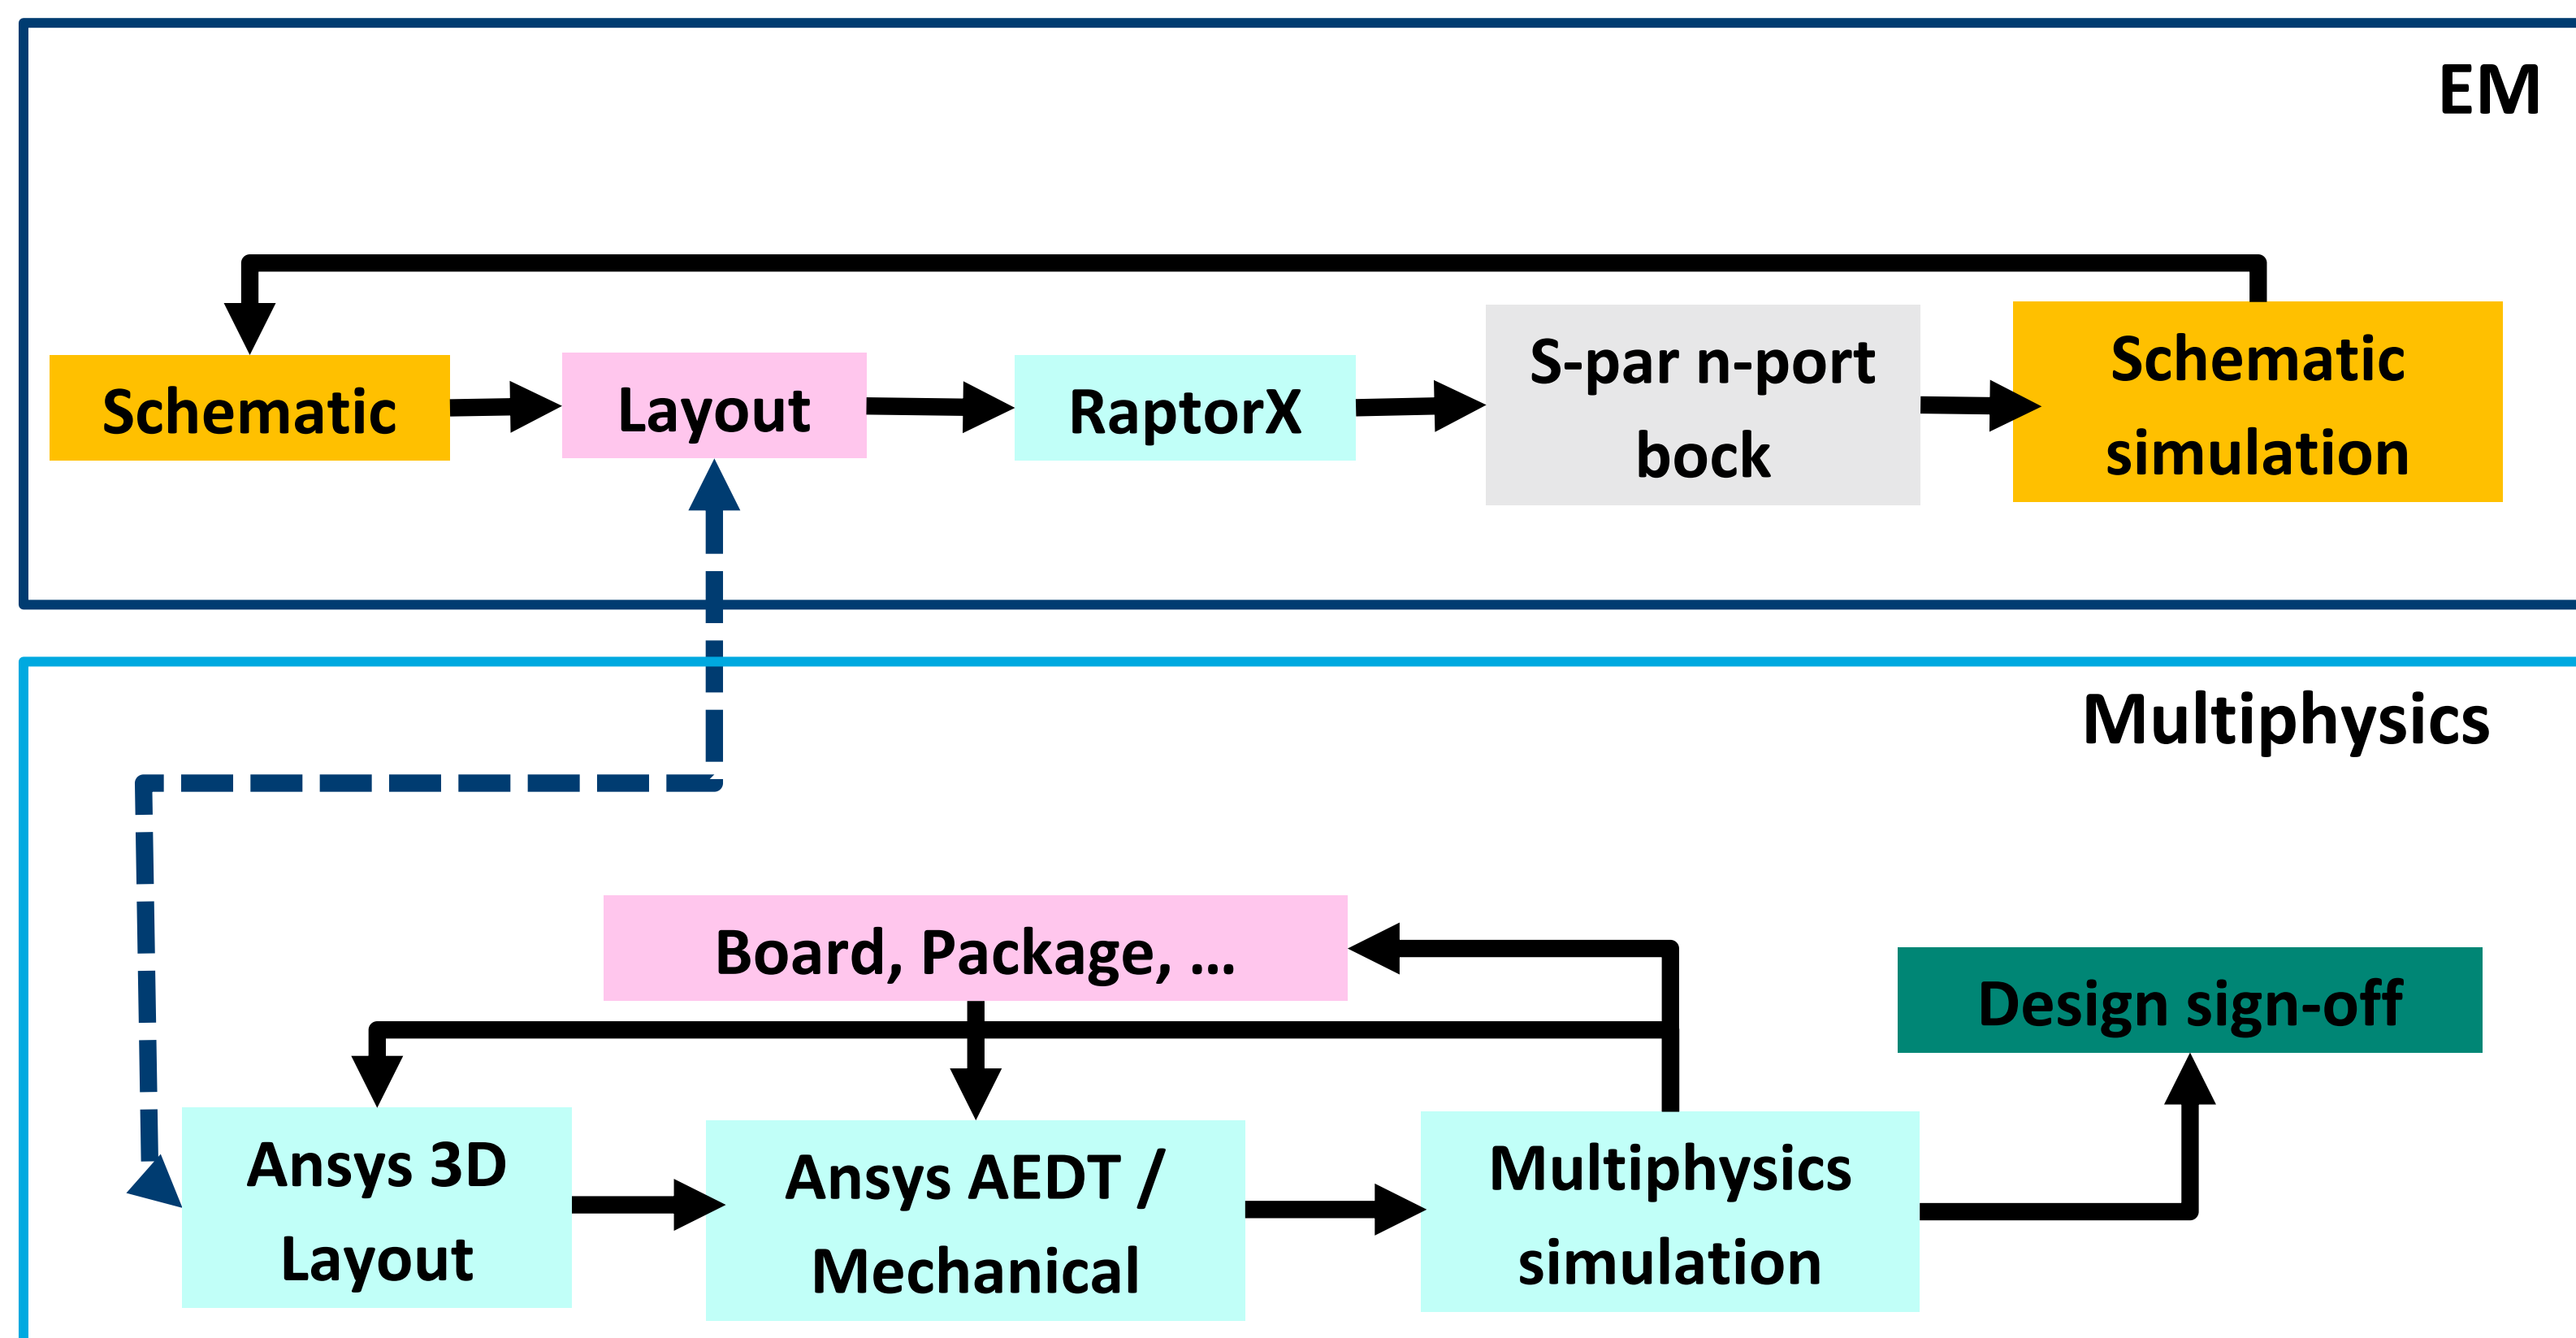 EM
Schematic
Layout
RaptorX
S-par n-port
bock
Schematic
simulation
Multiphysics
Board, Package, ...
Design sign-off
Ansys 3D
Layout
Ansys AEDT /
Mechanical
Multiphysics
simulation